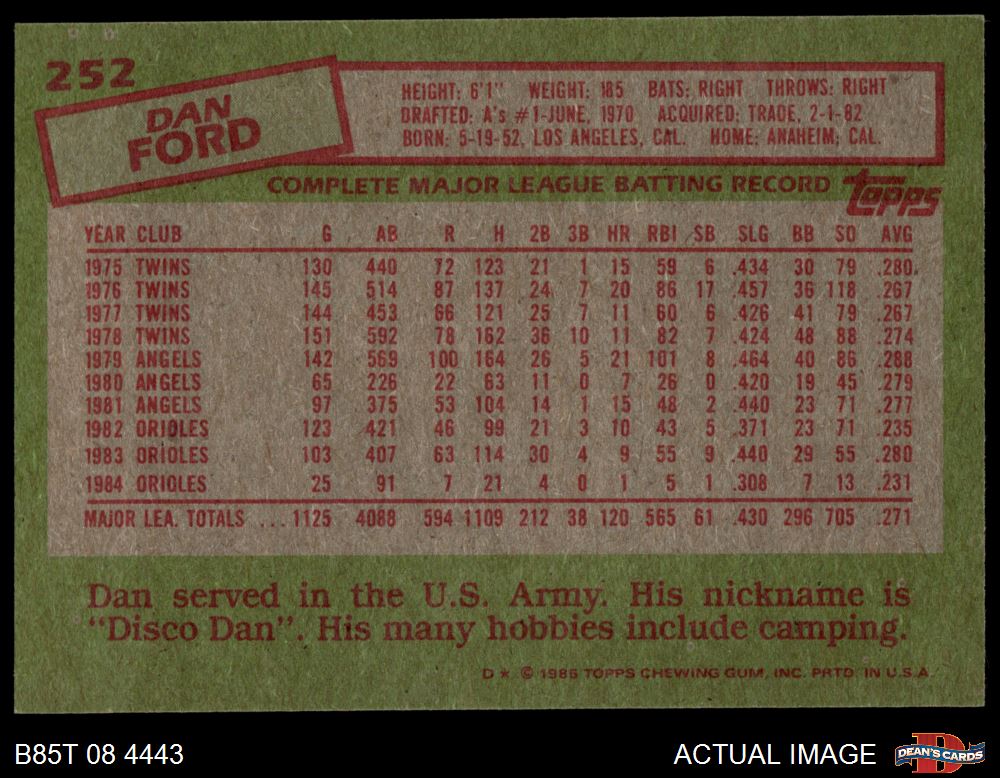 252
DAN
FORD
HEIGHT: 6'1" WEIGHT: 185 BATS: RIGHT THROWS: RIGHT
DRAFTED: A's #1-JUNE, 1970 ACQUIRED: TRADE, 2-1-82
BORN: 5-19-52, LOS ANGELES, CAL. HOME: ANAHEIM, CAL.
COMPLETE MAJOR LEAGUE BATTING RECORD topps
YEAR CLUB G AB R H 2B 3B HR RBI SB SLG BB SO AVG
1975 TWINS 130 440 72 123 21 1 15 59 6 .434 30 79 .280
1976 TWINS 145 514 87 137 24 7 20 86 17 .457 36 118 .267
1977 TWINS 144 453 66 121 25 7 11 60 6 .426 41 79 .267
1978 TWINS 151 592 78 162 36 10 11 82 7 .424 48 88 .274
1979 ANGELS 142 569 100 164 26 5 21 101 8 .464 40 86 .288
1980 ANGELS 65 226 22 63 11 0 7 26 0 .420 19 45 .279
1981 ANGELS 97 375 53 104 14 1 15 48 2 .440 23 71 .277
1982 ORIOLES 123 421 46 99 21 3 10 43 5 .371 23 71 .235
1983 ORIOLES 103 407 63 114 30 4 9 55 9 .440 29 55 .280
1984 ORIOLES 25 91 7 21 4 0 1 5 1 .308 7 13 .231
MAJOR LEA. TOTALS ... 1125 4088 594 1109 212 38 120 565 61 .430 296 705 .271
Dan served in the U.S. Army. His nickname is
"Disco Dan". His many hobbies include camping.
D * © 1985 TOPPS CHEWING GUM, INC. PRTD. IN U.S.A.
B85T 08 4443 ACTUAL IMAGE DEAN'S CARDS